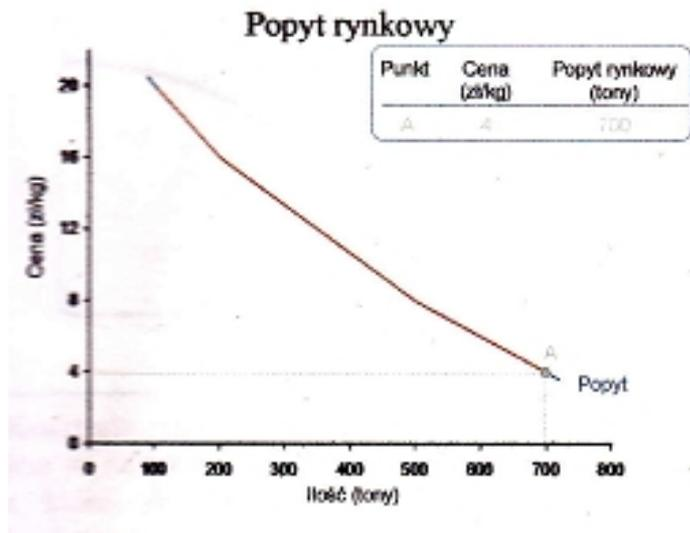 Popyt rynkowy
Punkt Cena (zł/kg) Popyt rynkowy (tony)
A 4 700
Cena (zł/kg)
20
16
12
8
4
0
A
Popyt
0 100 200 300 400 500 600 700 800
Ilość (tony)